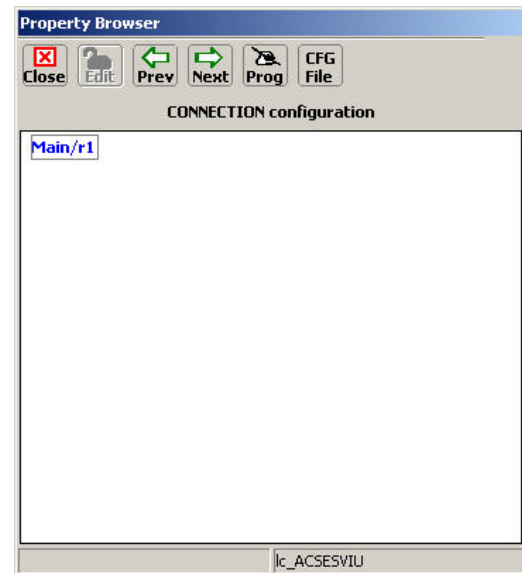 Property Browser
Close Edit Prev Next Prog CFG File
CONNECTION configuration
Main/r1
lc_ACSESVIU